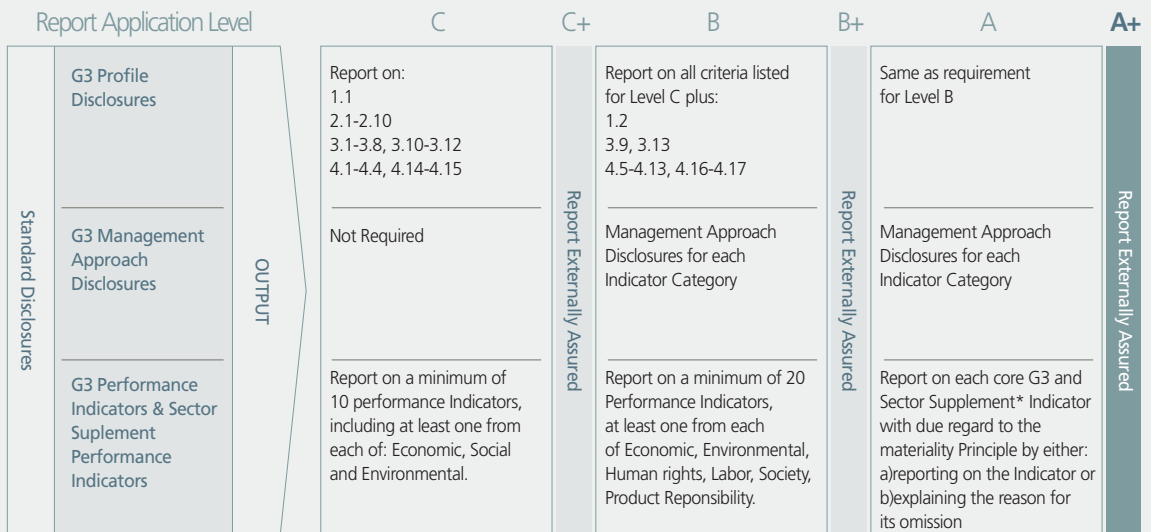 Report Application Level
C
C+
B
B+
A
A+
Standard Disclosures
G3 Profile
Disclosures
OUTPUT
Report on:
1.1
2.1-2.10
3.1-3.8, 3.10-3.12
4.1-4.4, 4.14-4.15
Report Externally Assured
Report on all criteria listed
for Level C plus:
1.2
3.9, 3.13
4.5-4.13, 4.16-4.17
Report Externally Assured
Same as requirement
for Level B
Report Externally Assured
G3 Management
Approach
Disclosures
Not Required
Management Approach
Disclosures for each
Indicator Category
Management Approach
Disclosures for each
Indicator Category
G3 Performance
Indicators & Sector
Suplement
Performance
Indicators
Report on a minimum of
10 performance Indicators,
including at least one from
each of: Economic, Social
and Environmental.
Report on a minimum of 20
Performance Indicators,
at least one from each
of Economic, Environmental,
Human rights, Labor, Society,
Product Reponsibility.
Report on each core G3 and
Sector Supplement* Indicator
with due regard to the
materiality Principle by either:
a)reporting on the Indicator or
b)explaining the reason for
its omission